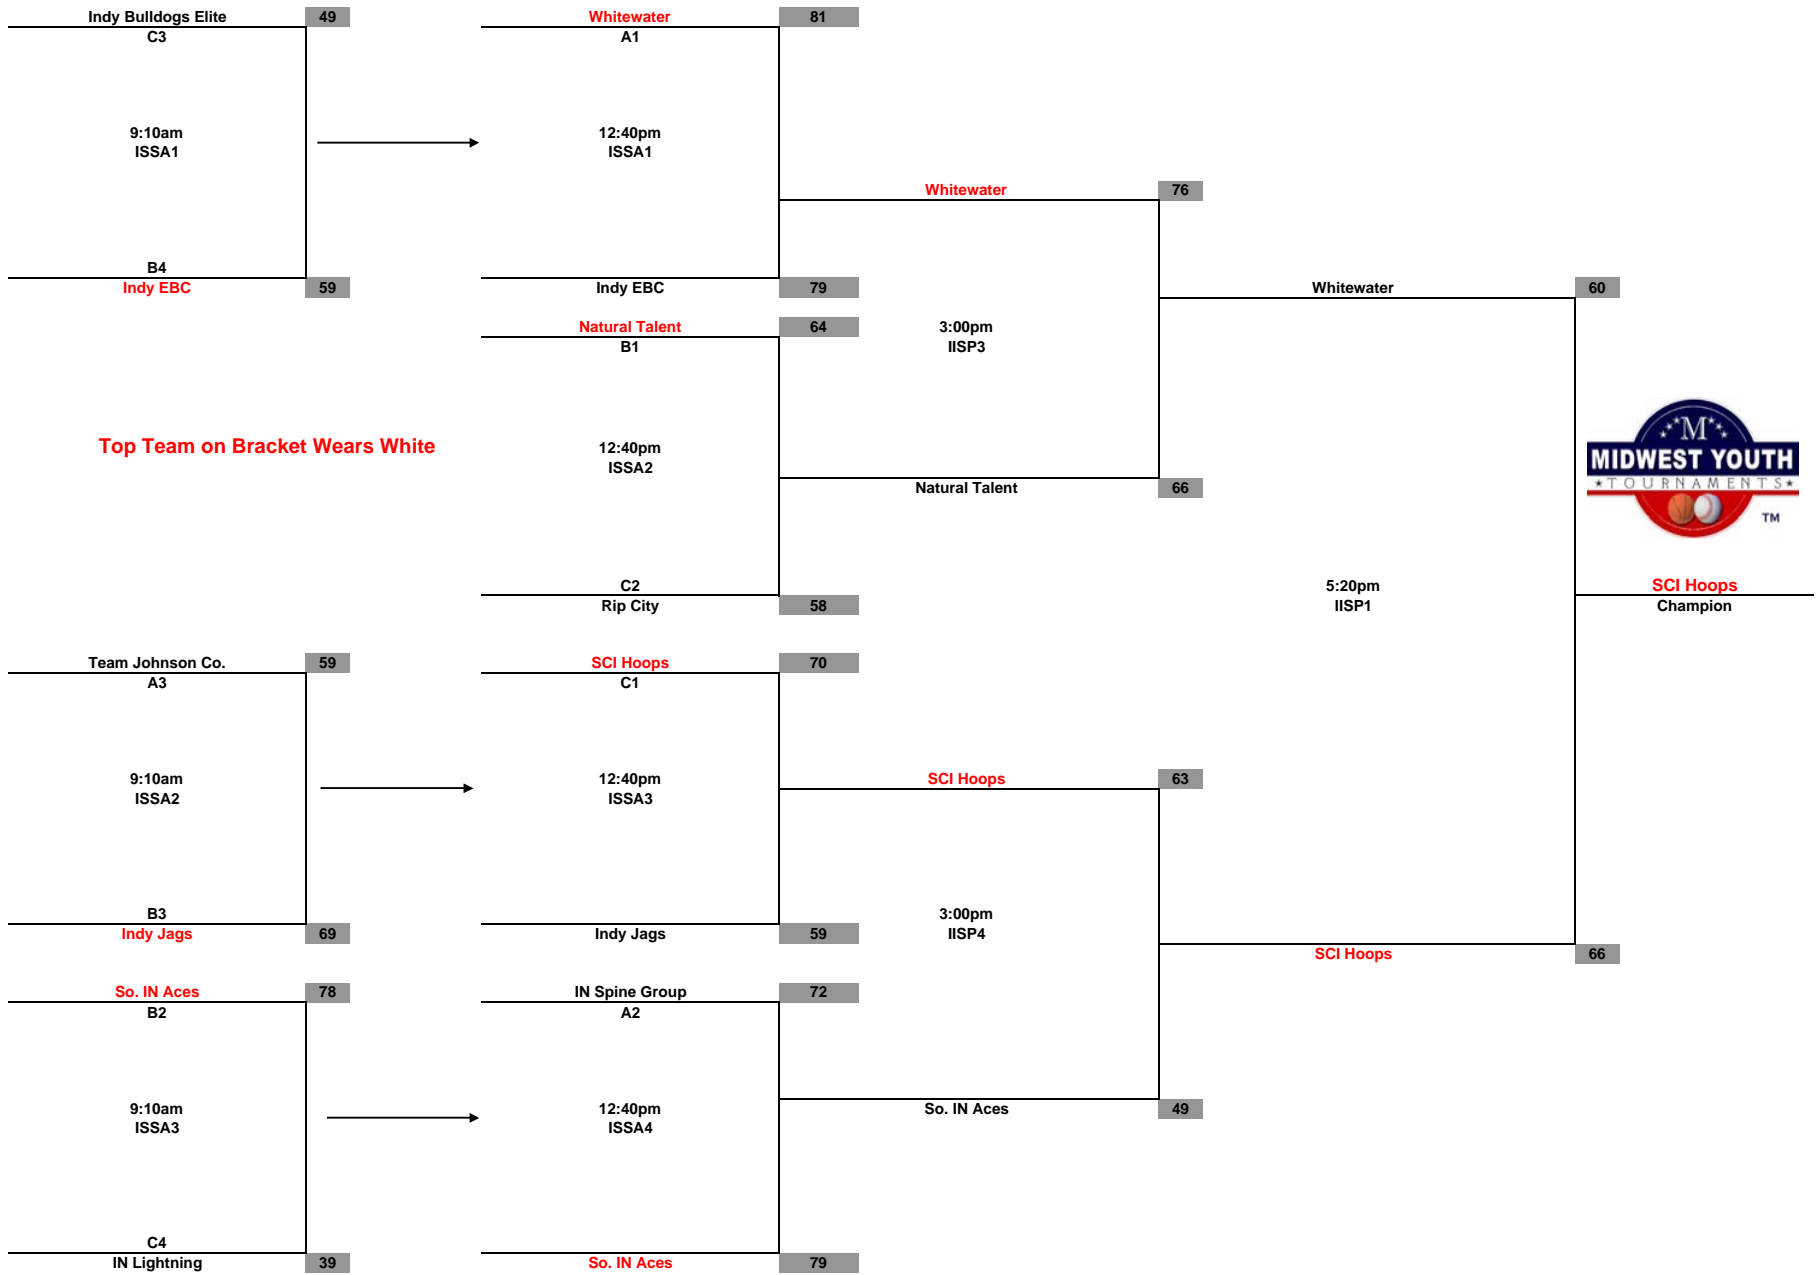 Indy Bulldogs Elite 49
C3
9:10am
ISSA1
B4
Indy EBC 59
Whitewater 81
A1
12:40pm
ISSA1
Indy EBC 79
Natural Talent 64
B1
12:40pm
ISSA2
C2
Rip City 58
Whitewater 76
3:00pm
IISP3
Natural Talent 66
Whitewater 60
Top Team on Bracket Wears White
M
MIDWEST YOUTH
TOURNAMENTS
TM
5:20pm
IISP1
SCI Hoops
Champion
Team Johnson Co. 59
A3
9:10am
ISSA2
B3
Indy Jags 69
SCI Hoops 70
C1
12:40pm
ISSA3
Indy Jags 59
SCI Hoops 63
3:00pm
IISP4
SCI Hoops 66
So. IN Aces 78
B2
9:10am
ISSA3
C4
IN Lightning 39
IN Spine Group 72
A2
12:40pm
ISSA4
So. IN Aces 79
So. IN Aces 49